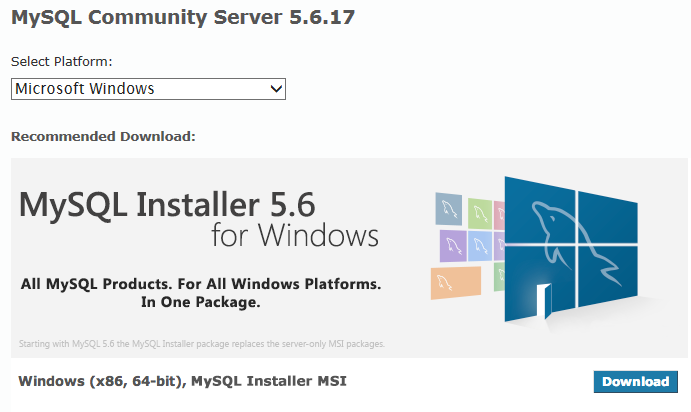 MySQL Community Server 5.6.17
Select Platform:
Microsoft Windows
Recommended Download:
MySQL Installer 5.6
for Windows
All MySQL Products. For All Windows Platforms.
In One Package.
Starting with MySQL 5.6 the MySQL Installer package replaces the server-only MSI packages.
Windows (x86, 64-bit), MySQL Installer MSI
Download